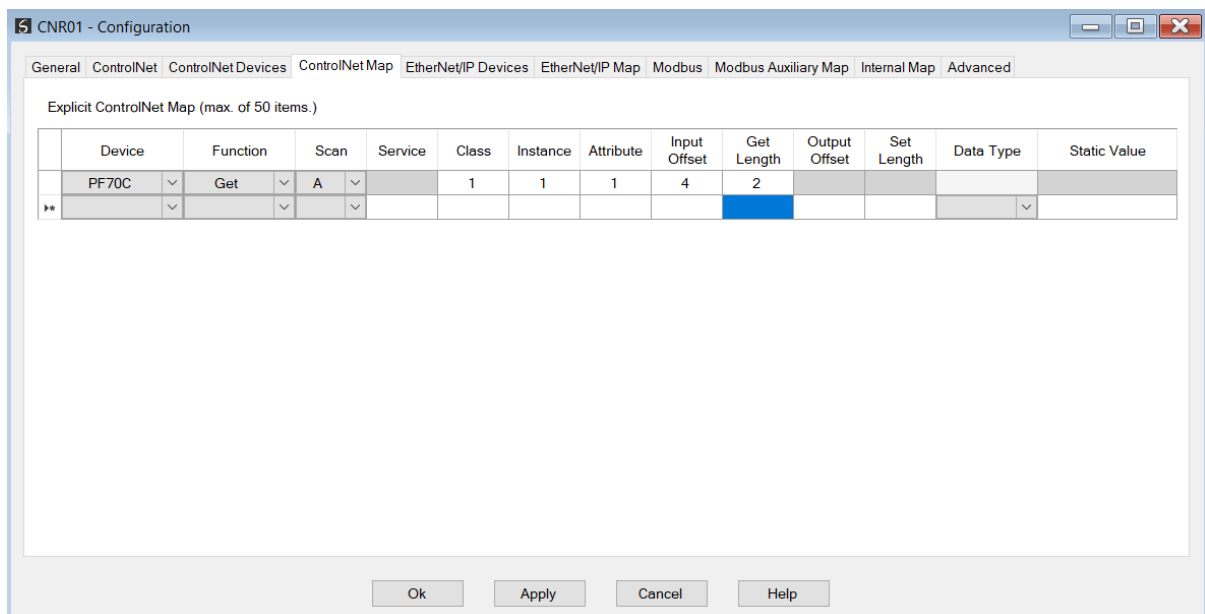 CNR01 - Configuration
General ControlNet ControlNet Devices ControlNet Map EtherNet/IP Devices EtherNet/IP Map Modbus Modbus Auxiliary Map Internal Map Advanced
Explicit ControlNet Map (max. of 50 items.)
Device Function Scan Service Class Instance Attribute Input Offset Get Length Output Offset Set Length Data Type Static Value
PF70C Get A 1 1 1 4 2
Ok Apply Cancel Help